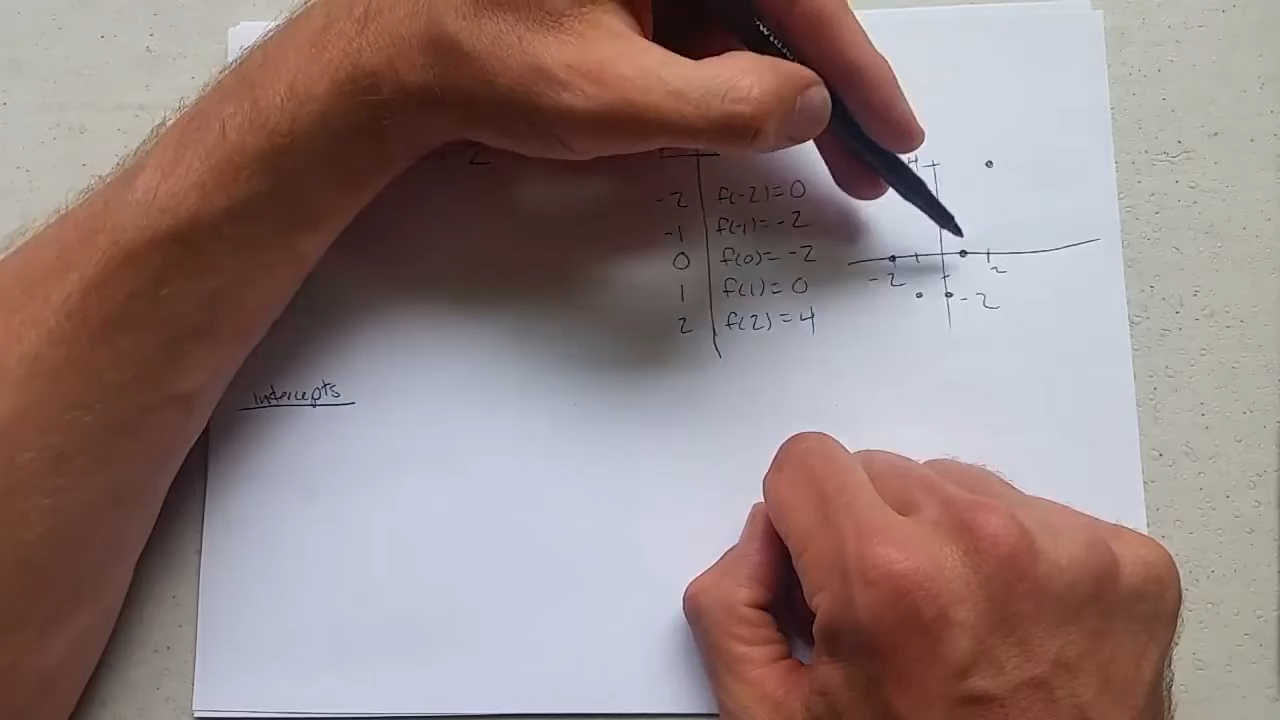 2
4
-2 f(-2)=0
-1 f(-1)=-2
0 f(0)=-2
1 f(1)=0
2 f(2)=4
-2 2
-2
intercepts